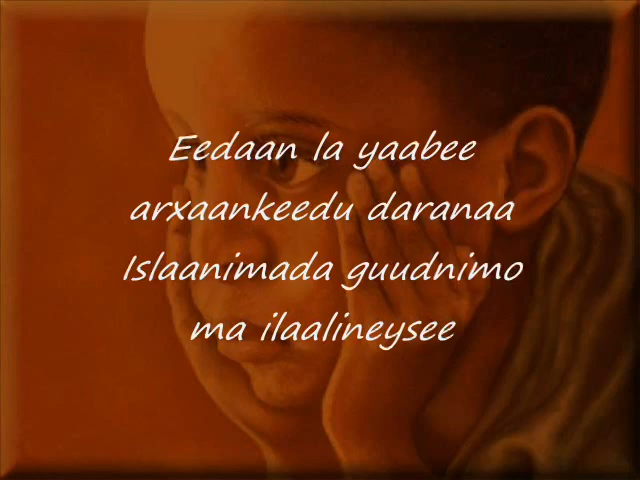 Eedaan la yaabee
arxaankeedu daranaa
Islaanimada guudnimo
ma ilaalineysee